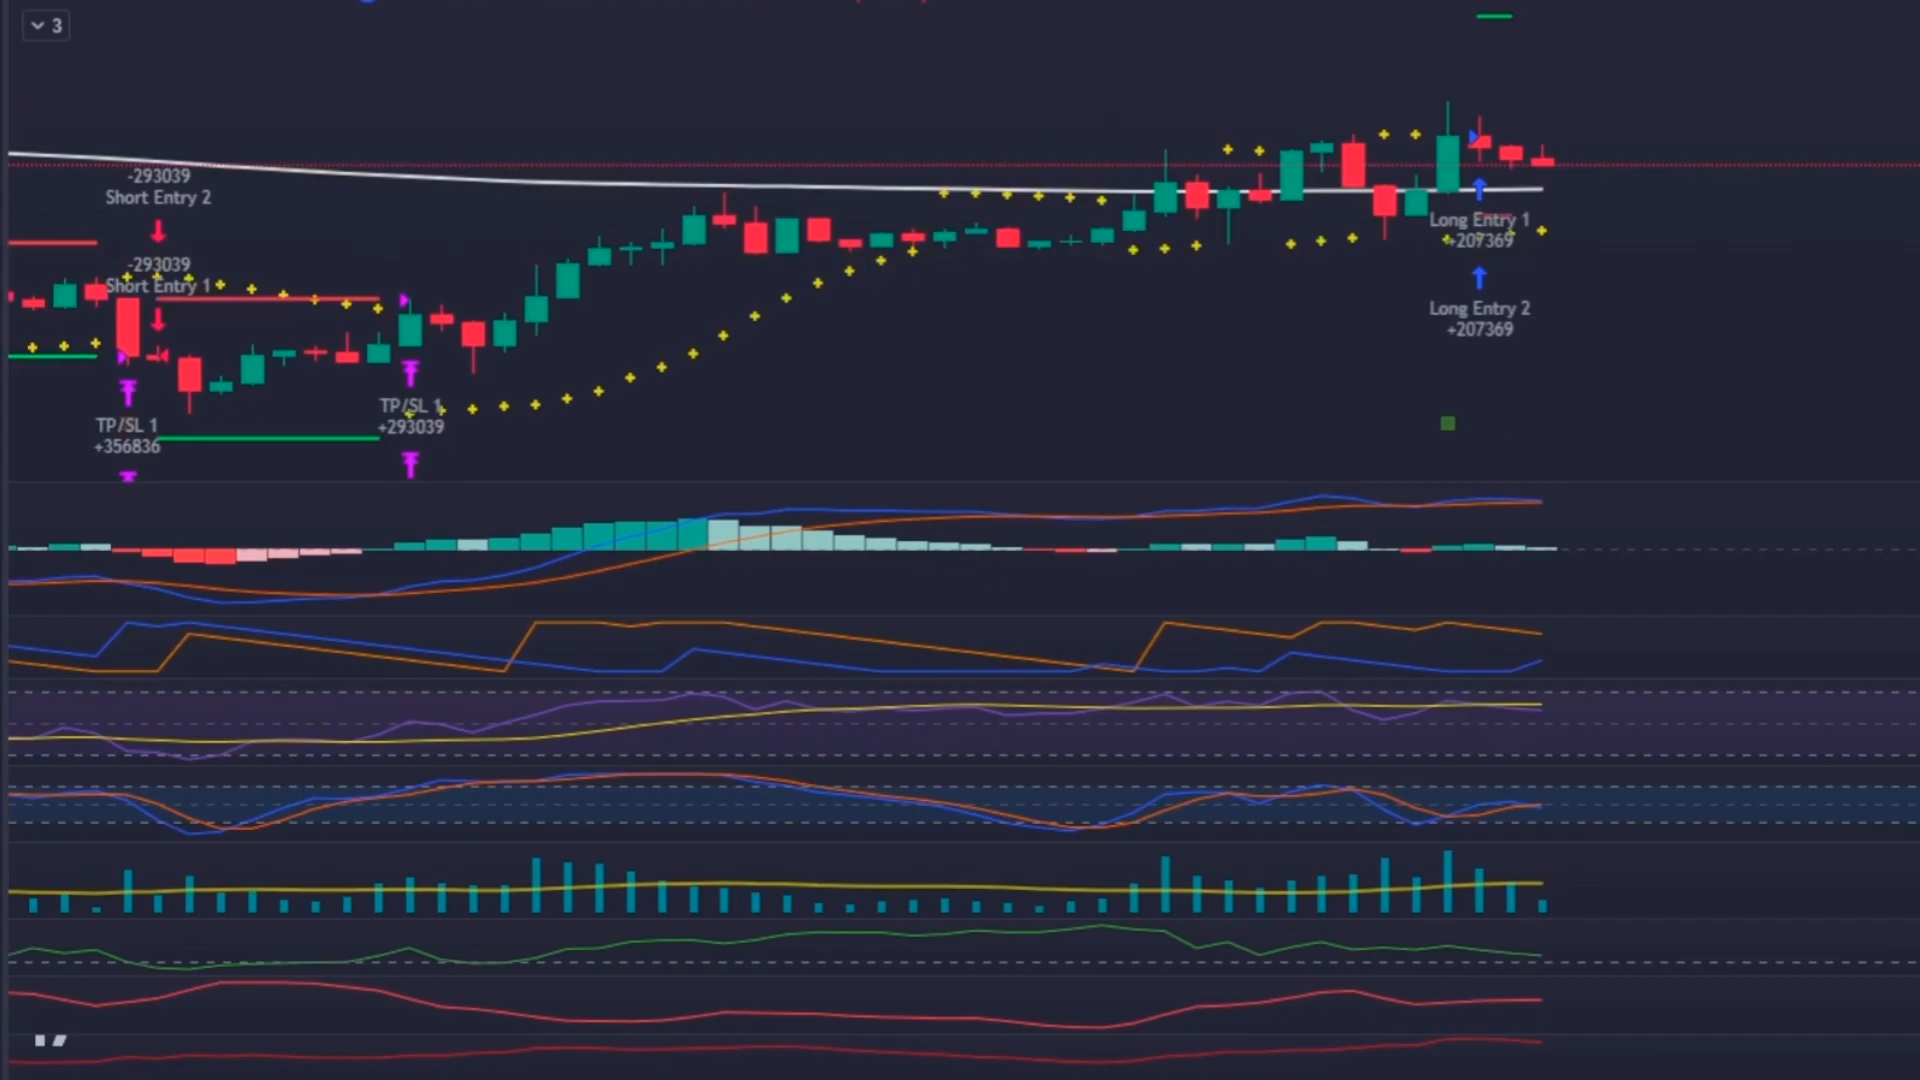 3
-293039
Short Entry 2
-293039
Short Entry 1
TP/SL 1
+356836
TP/SL 1
+293039
Long Entry 1
+207369
Long Entry 2
+207369